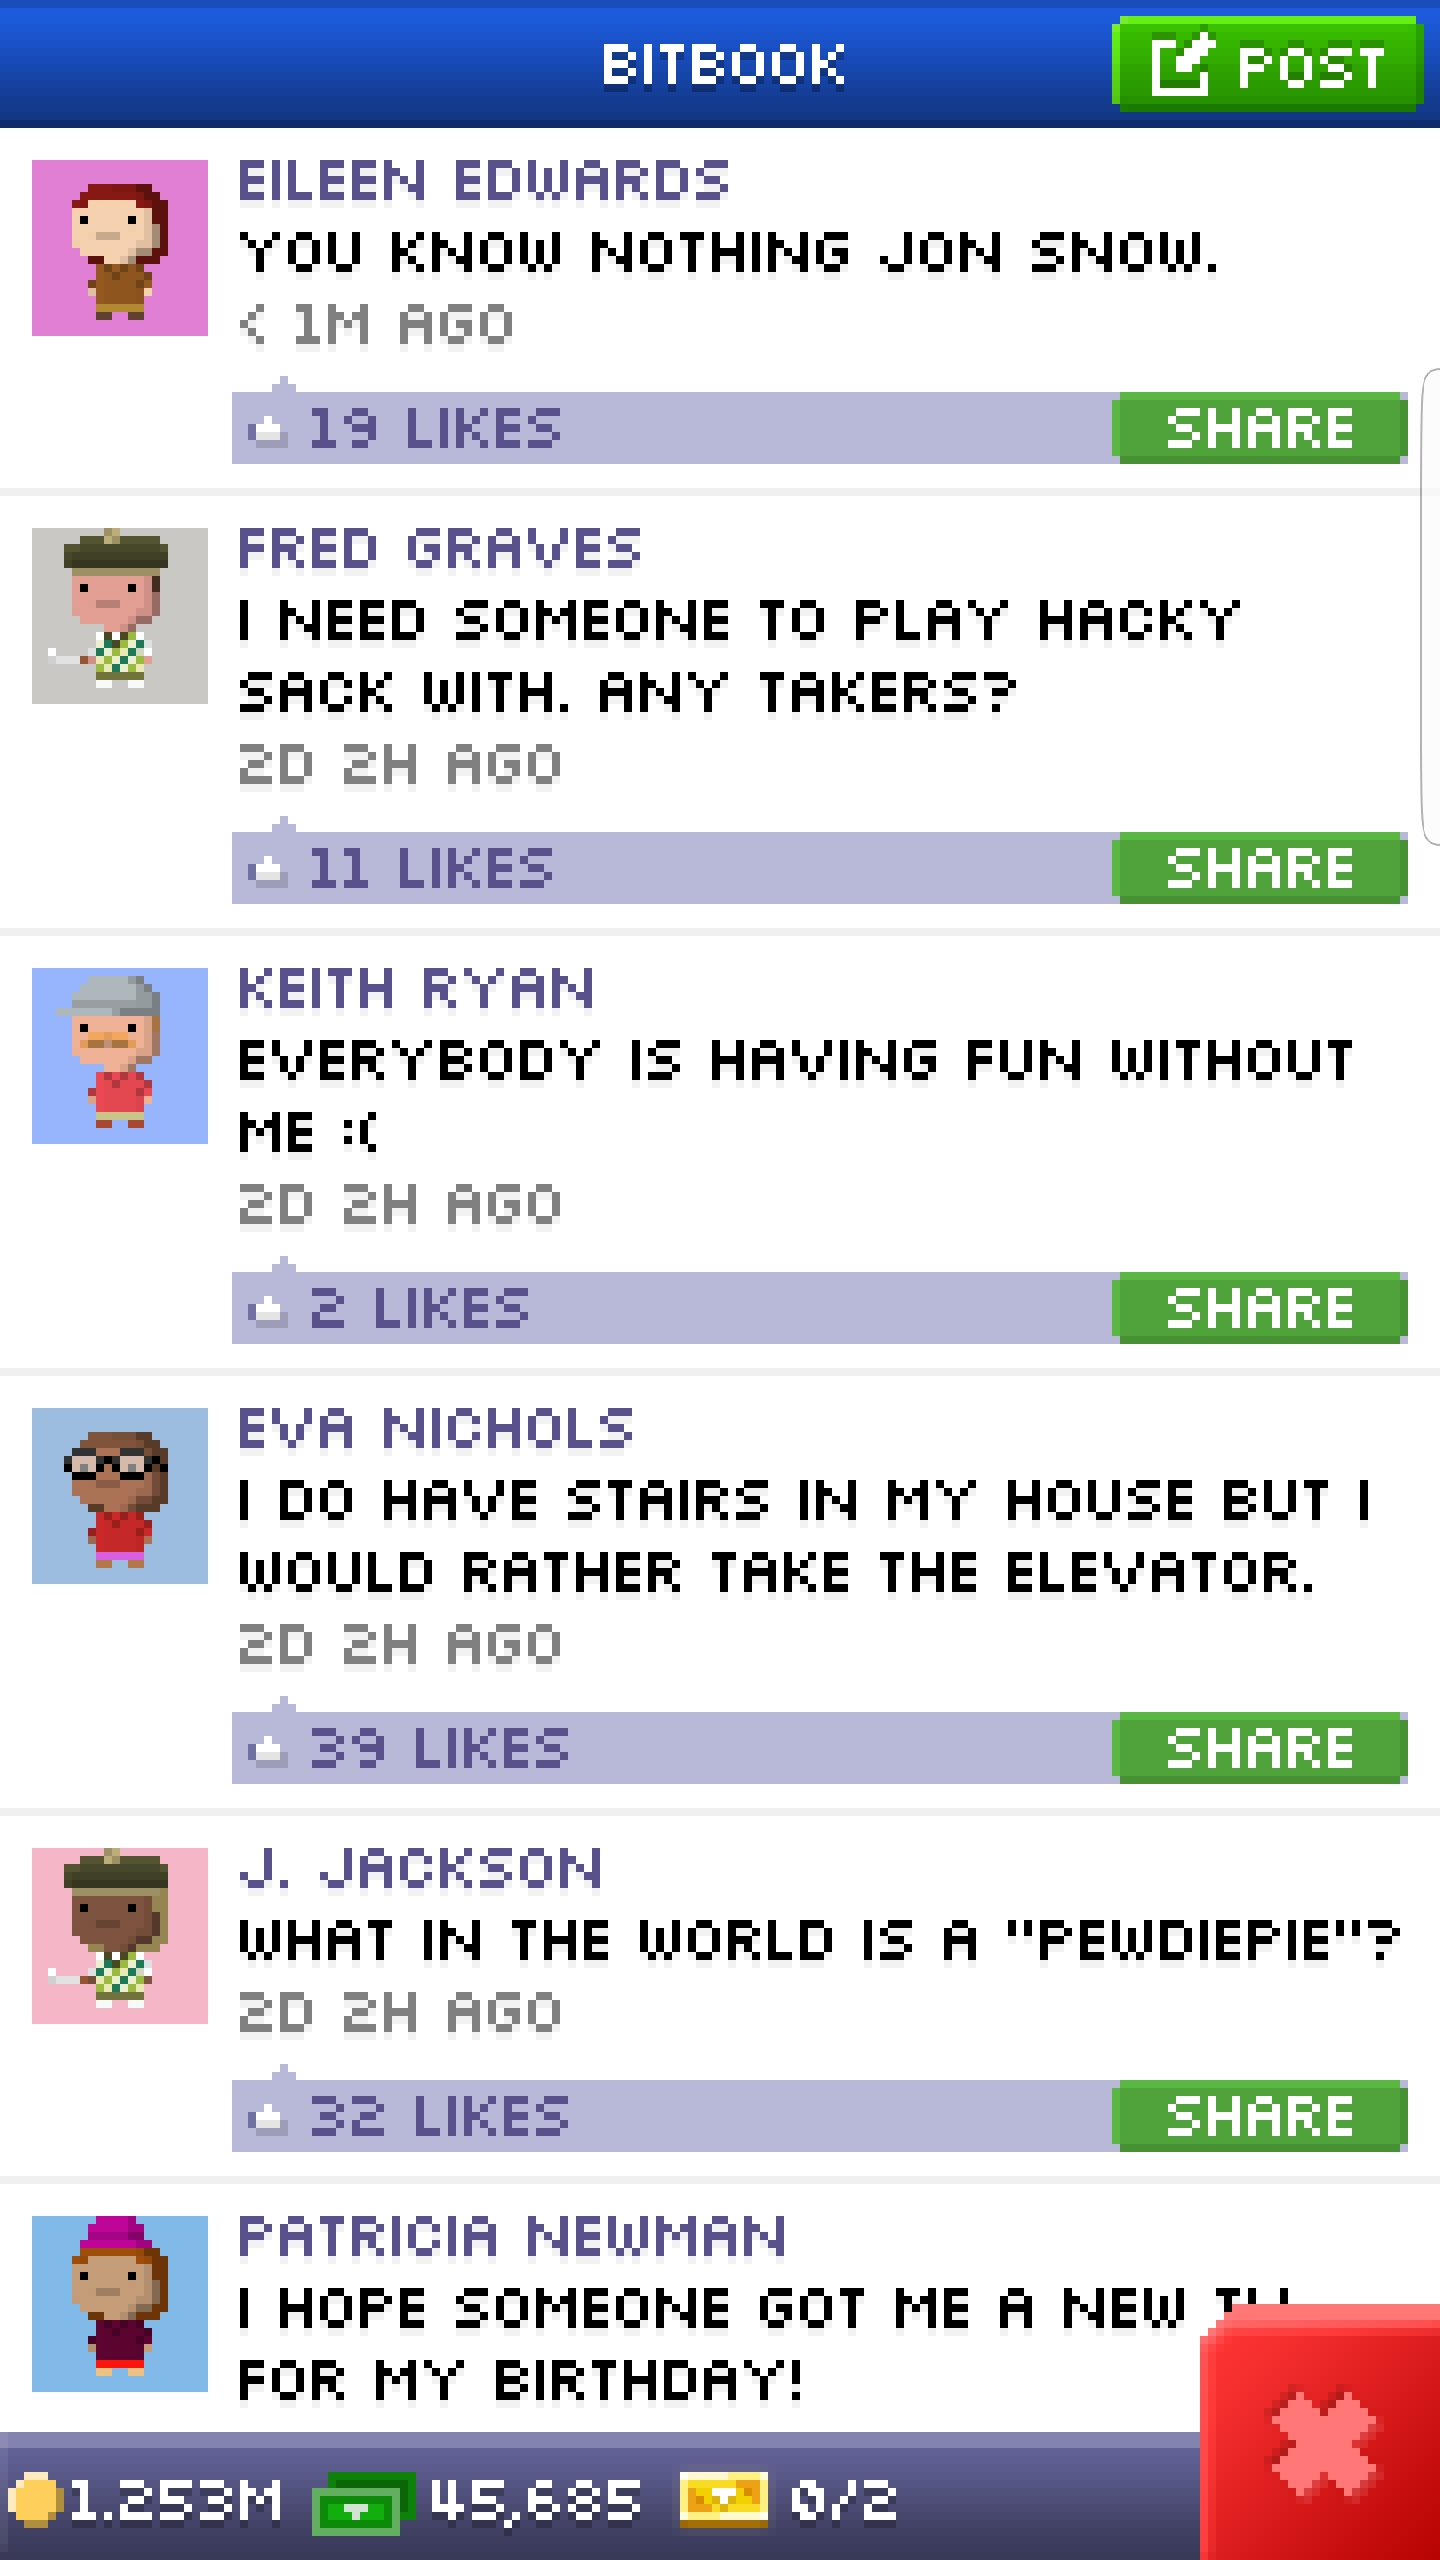 BITBOOK
POST
EILEEN EDWARDS
YOU KNOW NOTHING JON SNOW.
< 1M AGO
19 LIKES
SHARE
FRED GRAVES
I NEED SOMEONE TO PLAY HACKY
SACK WITH. ANY TAKERS?
2D 2H AGO
11 LIKES
SHARE
KEITH RYAN
EVERYBODY IS HAVING FUN WITHOUT
ME :(
2D 2H AGO
2 LIKES
SHARE
EVA NICHOLS
I DO HAVE STAIRS IN MY HOUSE BUT I
WOULD RATHER TAKE THE ELEVATOR.
2D 2H AGO
39 LIKES
SHARE
J. JACKSON
WHAT IN THE WORLD IS A "PEWDIEPIE"?
2D 2H AGO
32 LIKES
SHARE
PATRICIA NEWMAN
I HOPE SOMEONE GOT ME A NEW
FOR MY BIRTHDAY!
1.253M
45,685
0/2